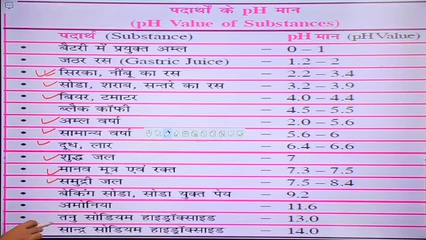 पदार्थों के pH मान
(pH Value of Substances)
पदार्थ (Substance) pH मान (pH Value)
बैटरी में प्रयुक्त अम्ल – 0 – 1
जठर रस (Gastric Juice) – 1.2 – 2
सिरका, नींबू का रस – 2.2 – 3.4
सोडा, शराब, सन्तरे का रस – 3.2 – 3.9
बियर, टमाटर – 4.0 – 4.4
ब्लैक कॉफी – 4.5 – 5.5
अम्ल वर्षा – 2.0 – 5.6
सामान्य वर्षा – 5.6 – 6
दूध, लार – 6.4 – 6.6
शुद्ध जल – 7
मानव मूत्र एवं रक्त – 7.3 – 7.5
समुद्री जल – 7.5 – 8.4
बेकिंग सोडा, सोडा युक्त पेय – 9.2
अमोनिया – 11.6
तनु सोडियम हाइड्रॉक्साइड – 13.0
सान्द्र सोडियम हाइड्रॉक्साइड – 14.0